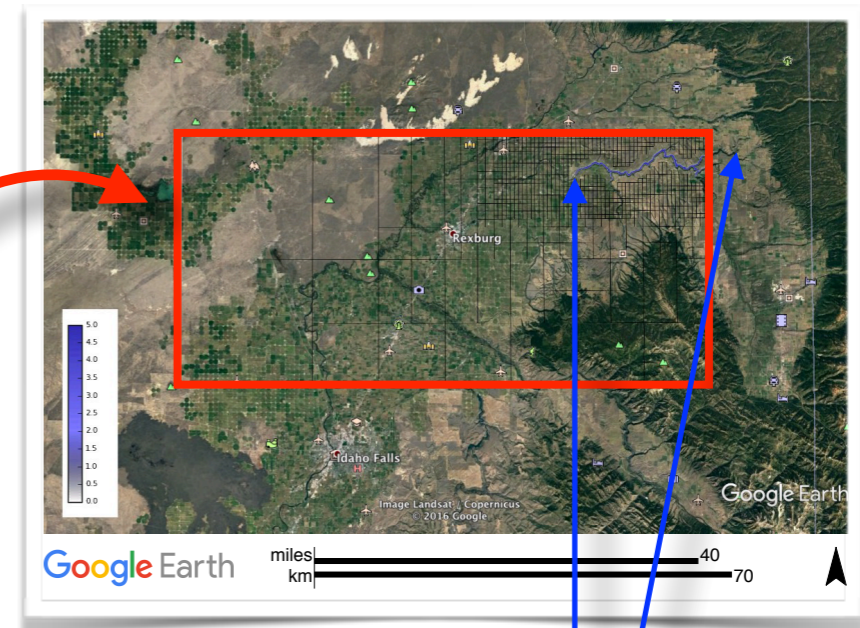 Rexburg
5.0
4.5
4.0
3.5
3.0
2.5
2.0
1.5
1.0
0.5
0.0
Idaho Falls
Image Landsat / Copernicus
© 2016 Google
Google Earth
Google Earth
miles 40
km 70